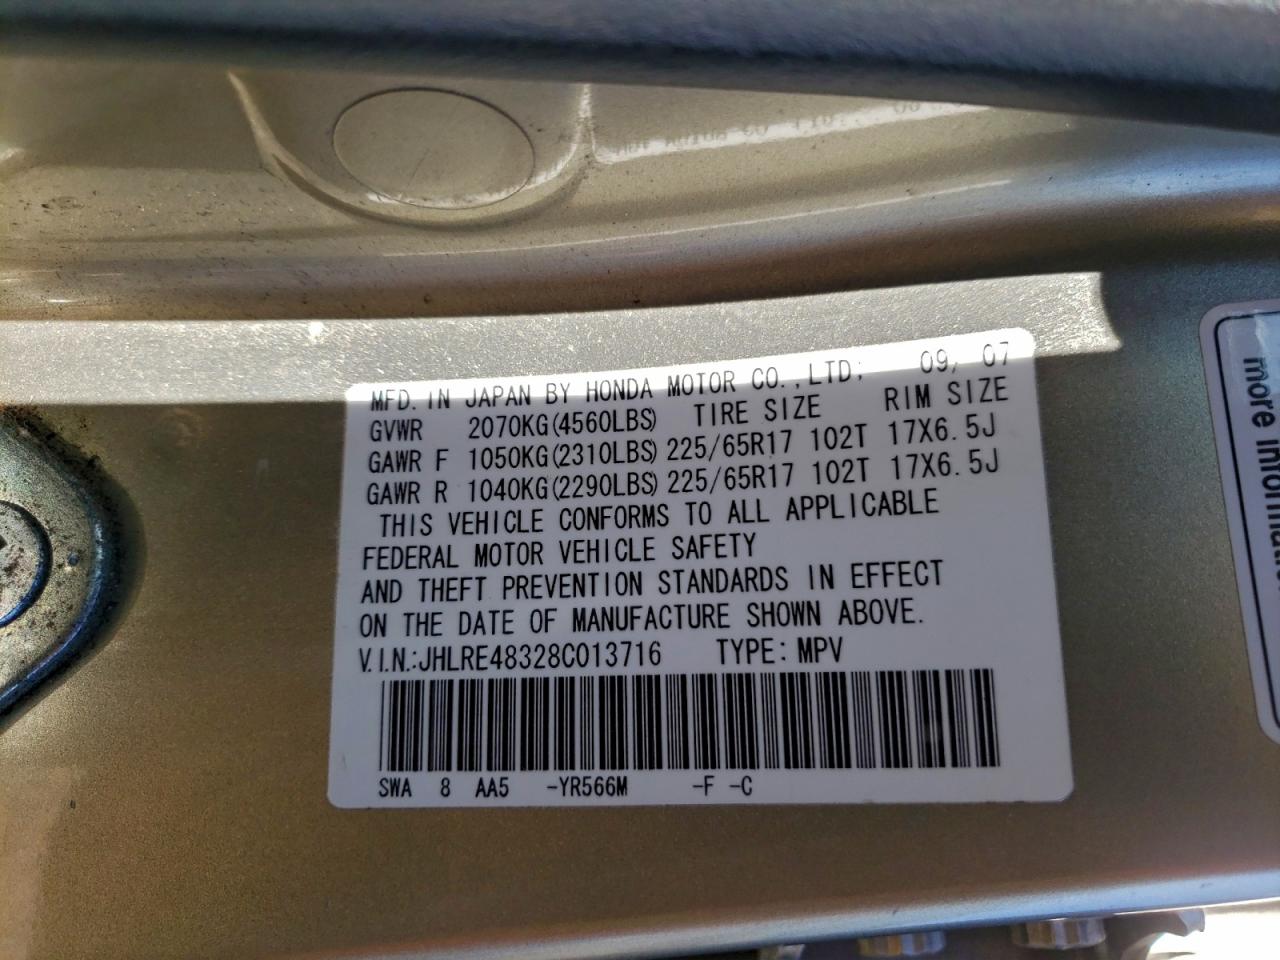 MFD. IN JAPAN BY HONDA MOTOR CO., LTD; 09/ 07
GVWR 2070KG(4560LBS) TIRE SIZE RIM SIZE
GAWR F 1050KG(2310LBS) 225/65R17 102T 17X6.5J
GAWR R 1040KG(2290LBS) 225/65R17 102T 17X6.5J
THIS VEHICLE CONFORMS TO ALL APPLICABLE
FEDERAL MOTOR VEHICLE SAFETY
AND THEFT PREVENTION STANDARDS IN EFFECT
ON THE DATE OF MANUFACTURE SHOWN ABOVE.
V.I.N.:JHLRE48328C013716 TYPE: MPV
SWA 8 AA5 -YR566M -F -C
more